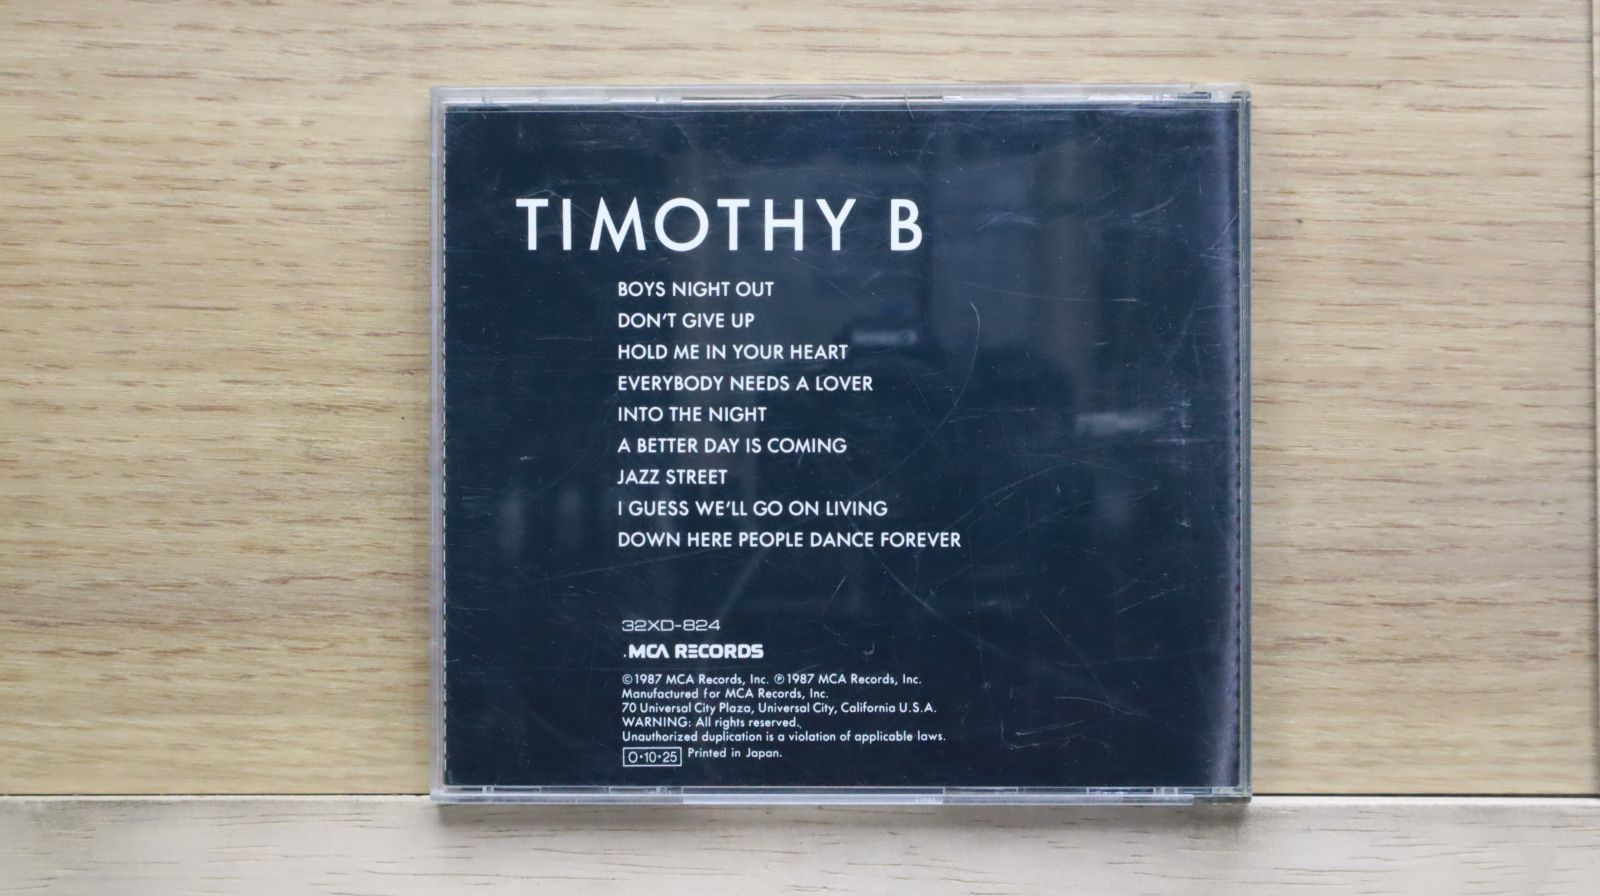 TIMOTHY B
BOYS NIGHT OUT
DON'T GIVE UP
HOLD ME IN YOUR HEART
EVERYBODY NEEDS A LOVER
INTO THE NIGHT
A BETTER DAY IS COMING
JAZZ STREET
I GUESS WE'LL GO ON LIVING
DOWN HERE PEOPLE DANCE FOREVER
32XD-824
MCA RECORDS
©1987 MCA Records, Inc. ℗1987 MCA Records, Inc.
Manufactured for MCA Records, Inc.
70 Universal City Plaza, Universal City, California U.S.A.
WARNING: All rights reserved.
Unauthorized duplication is a violation of applicable laws.
O·10·25 Printed in Japan.